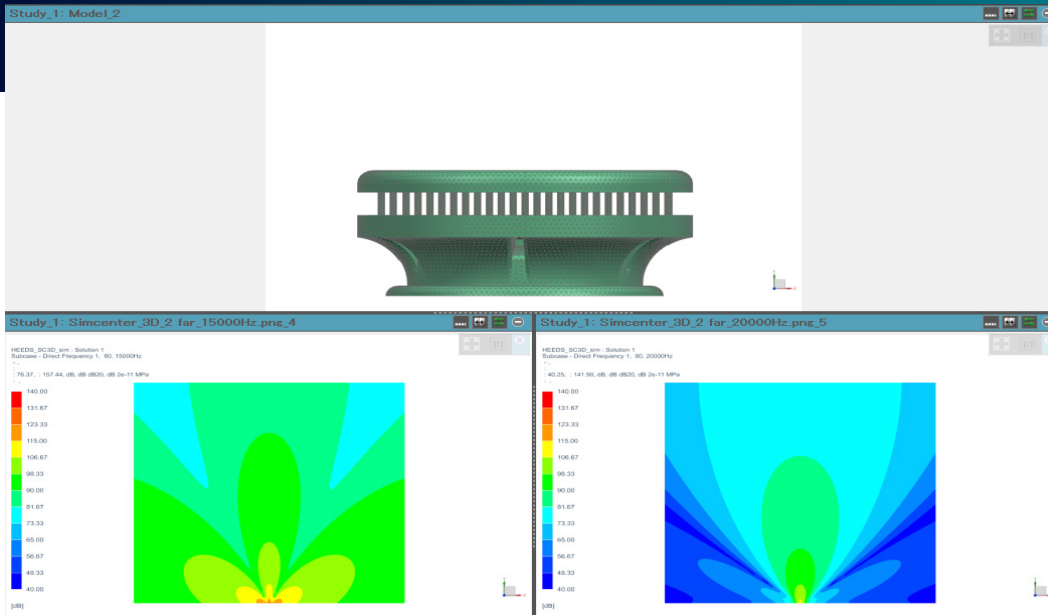 Study_1: Model_2
Study_1: Simcenter_3D_2 far_15000Hz.png_4
HEEDS_SC3D_sim : Solution 1
Subcase - Direct Frequency 1, 80, 15000Hz
: 76.37, : 157.44, dB, dB dB20, dB 2e-11 MPa
140.00
131.67
123.33
115.00
106.67
98.33
90.00
81.67
73.33
65.00
56.67
48.33
40.00
[dB]
Study_1: Simcenter_3D_2 far_20000Hz.png_5
HEEDS_SC3D_sim : Solution 1
Subcase - Direct Frequency 1, 80, 20000Hz
: 40.25, : 141.98, dB, dB dB20, dB 2e-11 MPa
140.00
131.67
123.33
115.00
106.67
98.33
90.00
81.67
73.33
65.00
56.67
48.33
40.00
[dB]